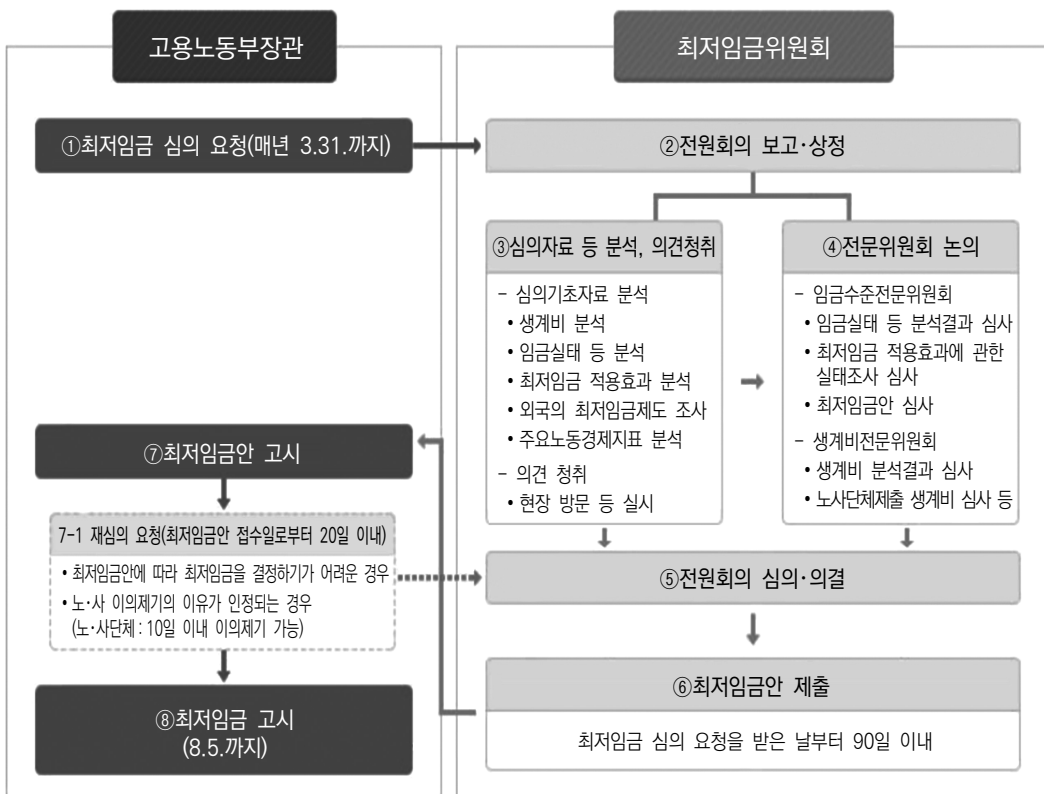 고용노동부장관
최저임금위원회
①최저임금 심의 요청(매년 3.31.까지)
②전원회의 보고·상정
③심의자료 등 분석, 의견청취
- 심의기초자료 분석
• 생계비 분석
• 임금실태 등 분석
• 최저임금 적용효과 분석
• 외국의 최저임금제도 조사
• 주요노동경제지표 분석
- 의견 청취
• 현장 방문 등 실시
④전문위원회 논의
- 임금수준전문위원회
• 임금실태 등 분석결과 심사
• 최저임금 적용효과에 관한
실태조사 심사
• 최저임금안 심사
- 생계비전문위원회
• 생계비 분석결과 심사
• 노사단체제출 생계비 심사 등
⑤전원회의 심의·의결
⑥최저임금안 제출
최저임금 심의 요청을 받은 날부터 90일 이내
⑦최저임금안 고시
7-1 재심의 요청(최저임금안 접수일로부터 20일 이내)
• 최저임금안에 따라 최저임금을 결정하기가 어려운 경우
• 노·사 이의제기의 이유가 인정되는 경우
(노·사단체 : 10일 이내 이의제기 가능)
⑧최저임금 고시
(8.5.까지)